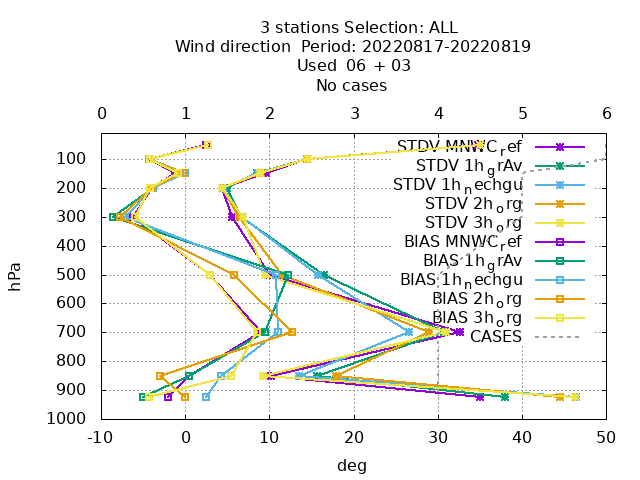 3 stations Selection: ALL
Wind direction  Period: 20220817-20220819
Used  06 + 03
No cases
0 1 2 3 4 5 6
100
200
300
400
500
600
700
800
900
1000
hPa
STDV MNWC_ref
STDV 1h_grAv
STDV 1h_nechgu
STDV 2h_org
STDV 3h_org
BIAS MNWC_ref
BIAS 1h_grAv
BIAS 1h_nechgu
BIAS 2h_org
BIAS 3h_org
CASES
-10 0 10 20 30 40 50
deg